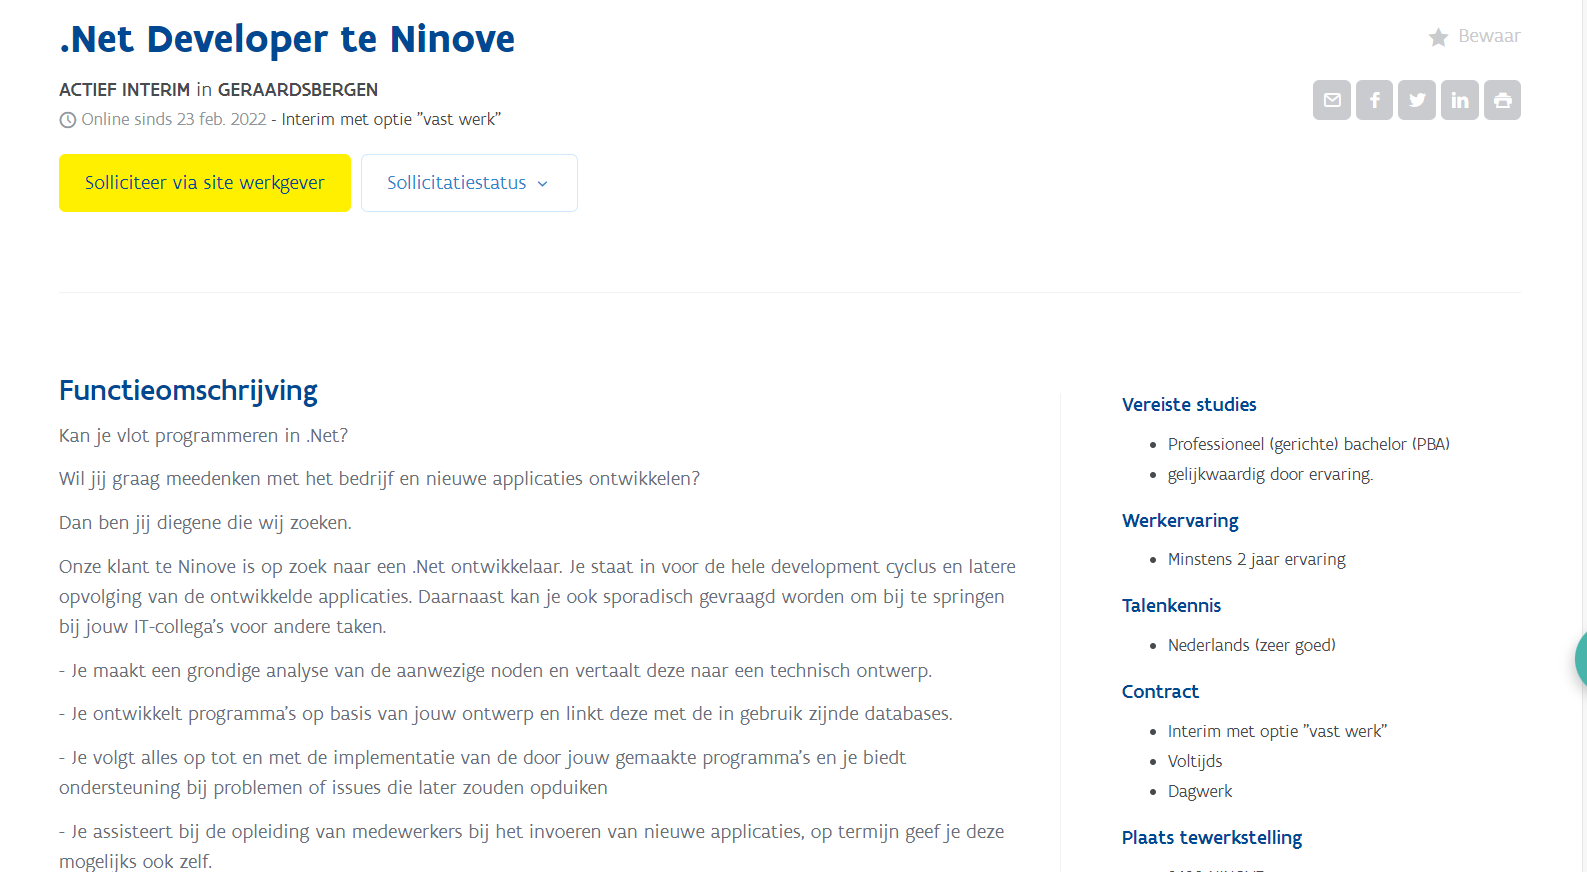 .Net Developer te Ninove
Bewaar
ACTIEF INTERIM in GERAARDSBERGEN
Online sinds 23 feb. 2022 - Interim met optie "vast werk"
Solliciteer via site werkgever
Sollicitatiestatus
Functieomschrijving
Kan je vlot programmeren in .Net?
Wil jij graag meedenken met het bedrijf en nieuwe applicaties ontwikkelen?
Dan ben jij diegene die wij zoeken.
Onze klant te Ninove is op zoek naar een .Net ontwikkelaar. Je staat in voor de hele development cyclus en latere
opvolging van de ontwikkelde applicaties. Daarnaast kan je ook sporadisch gevraagd worden om bij te springen
bij jouw IT-collega's voor andere taken.
- Je maakt een grondige analyse van de aanwezige noden en vertaalt deze naar een technisch ontwerp.
- Je ontwikkelt programma's op basis van jouw ontwerp en linkt deze met de in gebruik zijnde databases.
- Je volgt alles op tot en met de implementatie van de door jouw gemaakte programma's en je biedt
ondersteuning bij problemen of issues die later zouden opduiken
- Je assisteert bij de opleiding van medewerkers bij het invoeren van nieuwe applicaties, op termijn geef je deze
mogelijks ook zelf.
Vereiste studies
Professioneel (gerichte) bachelor (PBA)
gelijkwaardig door ervaring.
Werkervaring
Minstens 2 jaar ervaring
Talenkennis
Nederlands (zeer goed)
Contract
Interim met optie "vast werk"
Voltijds
Dagwerk
Plaats tewerkstelling